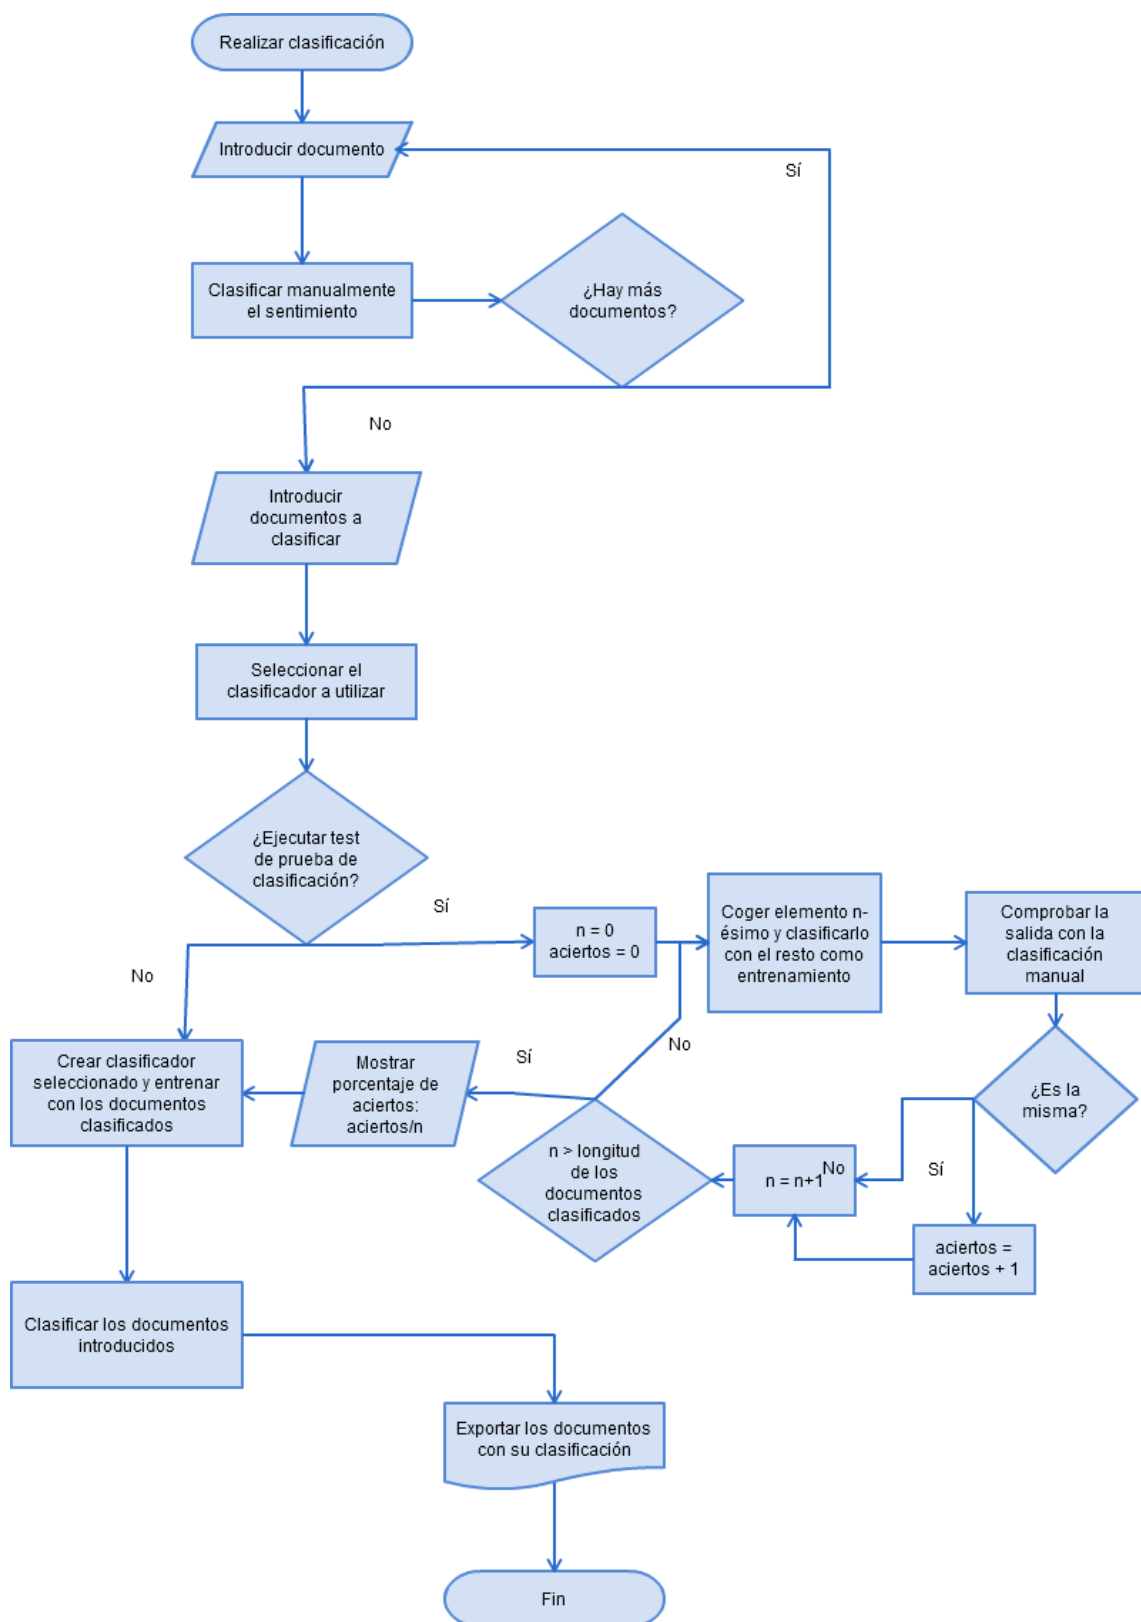 Realizar clasificación
Introducir documento
Sí
Clasificar manualmente
el sentimiento
¿Hay más
documentos?
No
Introducir
documentos a
clasificar
Seleccionar el
clasificador a utilizar
¿Ejecutar test
de prueba de
clasificación?
Sí
No
n = 0
aciertos = 0
Coger elemento n-
ésimo y clasificarlo
con el resto como
entrenamiento
Comprobar la
salida con la
clasificación
manual
¿Es la
misma?
No
Sí
aciertos =
aciertos + 1
n = n+1
n > longitud
de los
documentos
clasificados
No
Sí
Mostrar
porcentaje de
aciertos:
aciertos/n
Crear clasificador
seleccionado y entrenar
con los documentos
clasificados
Clasificar los documentos
introducidos
Exportar los documentos
con su clasificación
Fin